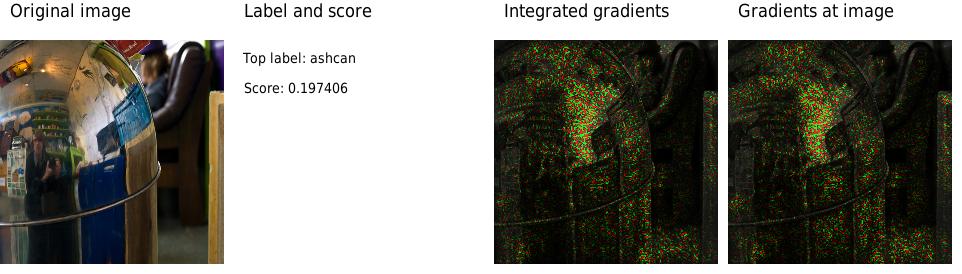 Original image
Label and score
Integrated gradients
Gradients at image
Top label: ashcan
Score: 0.197406